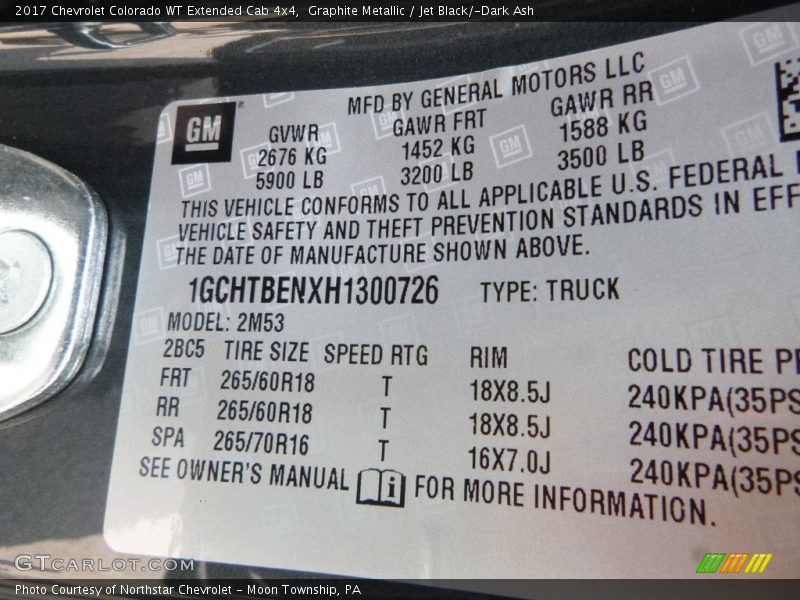 2017 Chevrolet Colorado WT Extended Cab 4x4, Graphite Metallic / Jet Black/­Dark Ash
GM
MFD BY GENERAL MOTORS LLC
GVWR GAWR FRT GAWR RR
2676 KG 1452 KG 1588 KG
5900 LB 3200 LB 3500 LB
THIS VEHICLE CONFORMS TO ALL APPLICABLE U.S. FEDERAL
VEHICLE SAFETY AND THEFT PREVENTION STANDARDS IN EFF
THE DATE OF MANUFACTURE SHOWN ABOVE.
1GCHTBENXH1300726 TYPE: TRUCK
MODEL: 2M53
2BC5 TIRE SIZE SPEED RTG RIM COLD TIRE PR
FRT 265/60R18 T 18X8.5J 240KPA(35PS
RR 265/60R18 T 18X8.5J 240KPA(35PS
SPA 265/70R16 T 16X7.0J 240KPA(35PS
SEE OWNER'S MANUAL i FOR MORE INFORMATION.
GTCarLot.com
Photo Courtesy of Northstar Chevrolet - Moon Township, PA